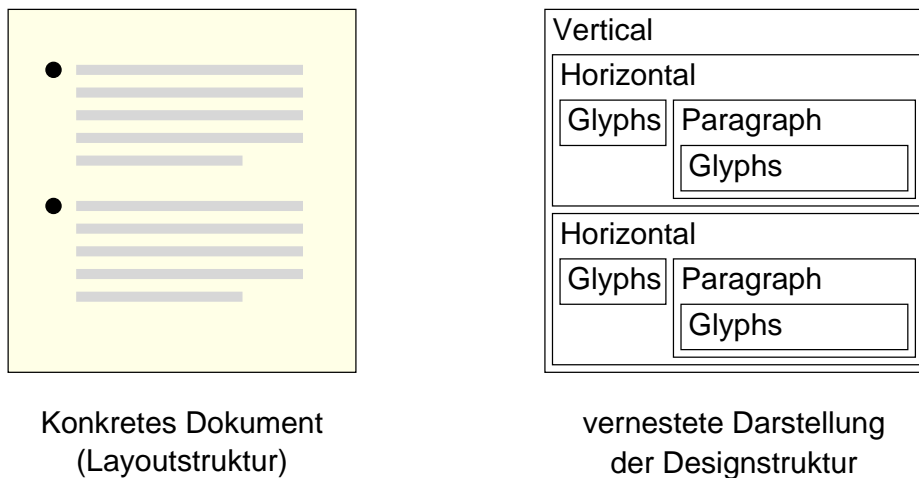 Vertical
Horizontal
Glyphs Paragraph
Glyphs
Horizontal
Glyphs Paragraph
Glyphs
Konkretes Dokument
(Layoutstruktur)
vernestete Darstellung
der Designstruktur